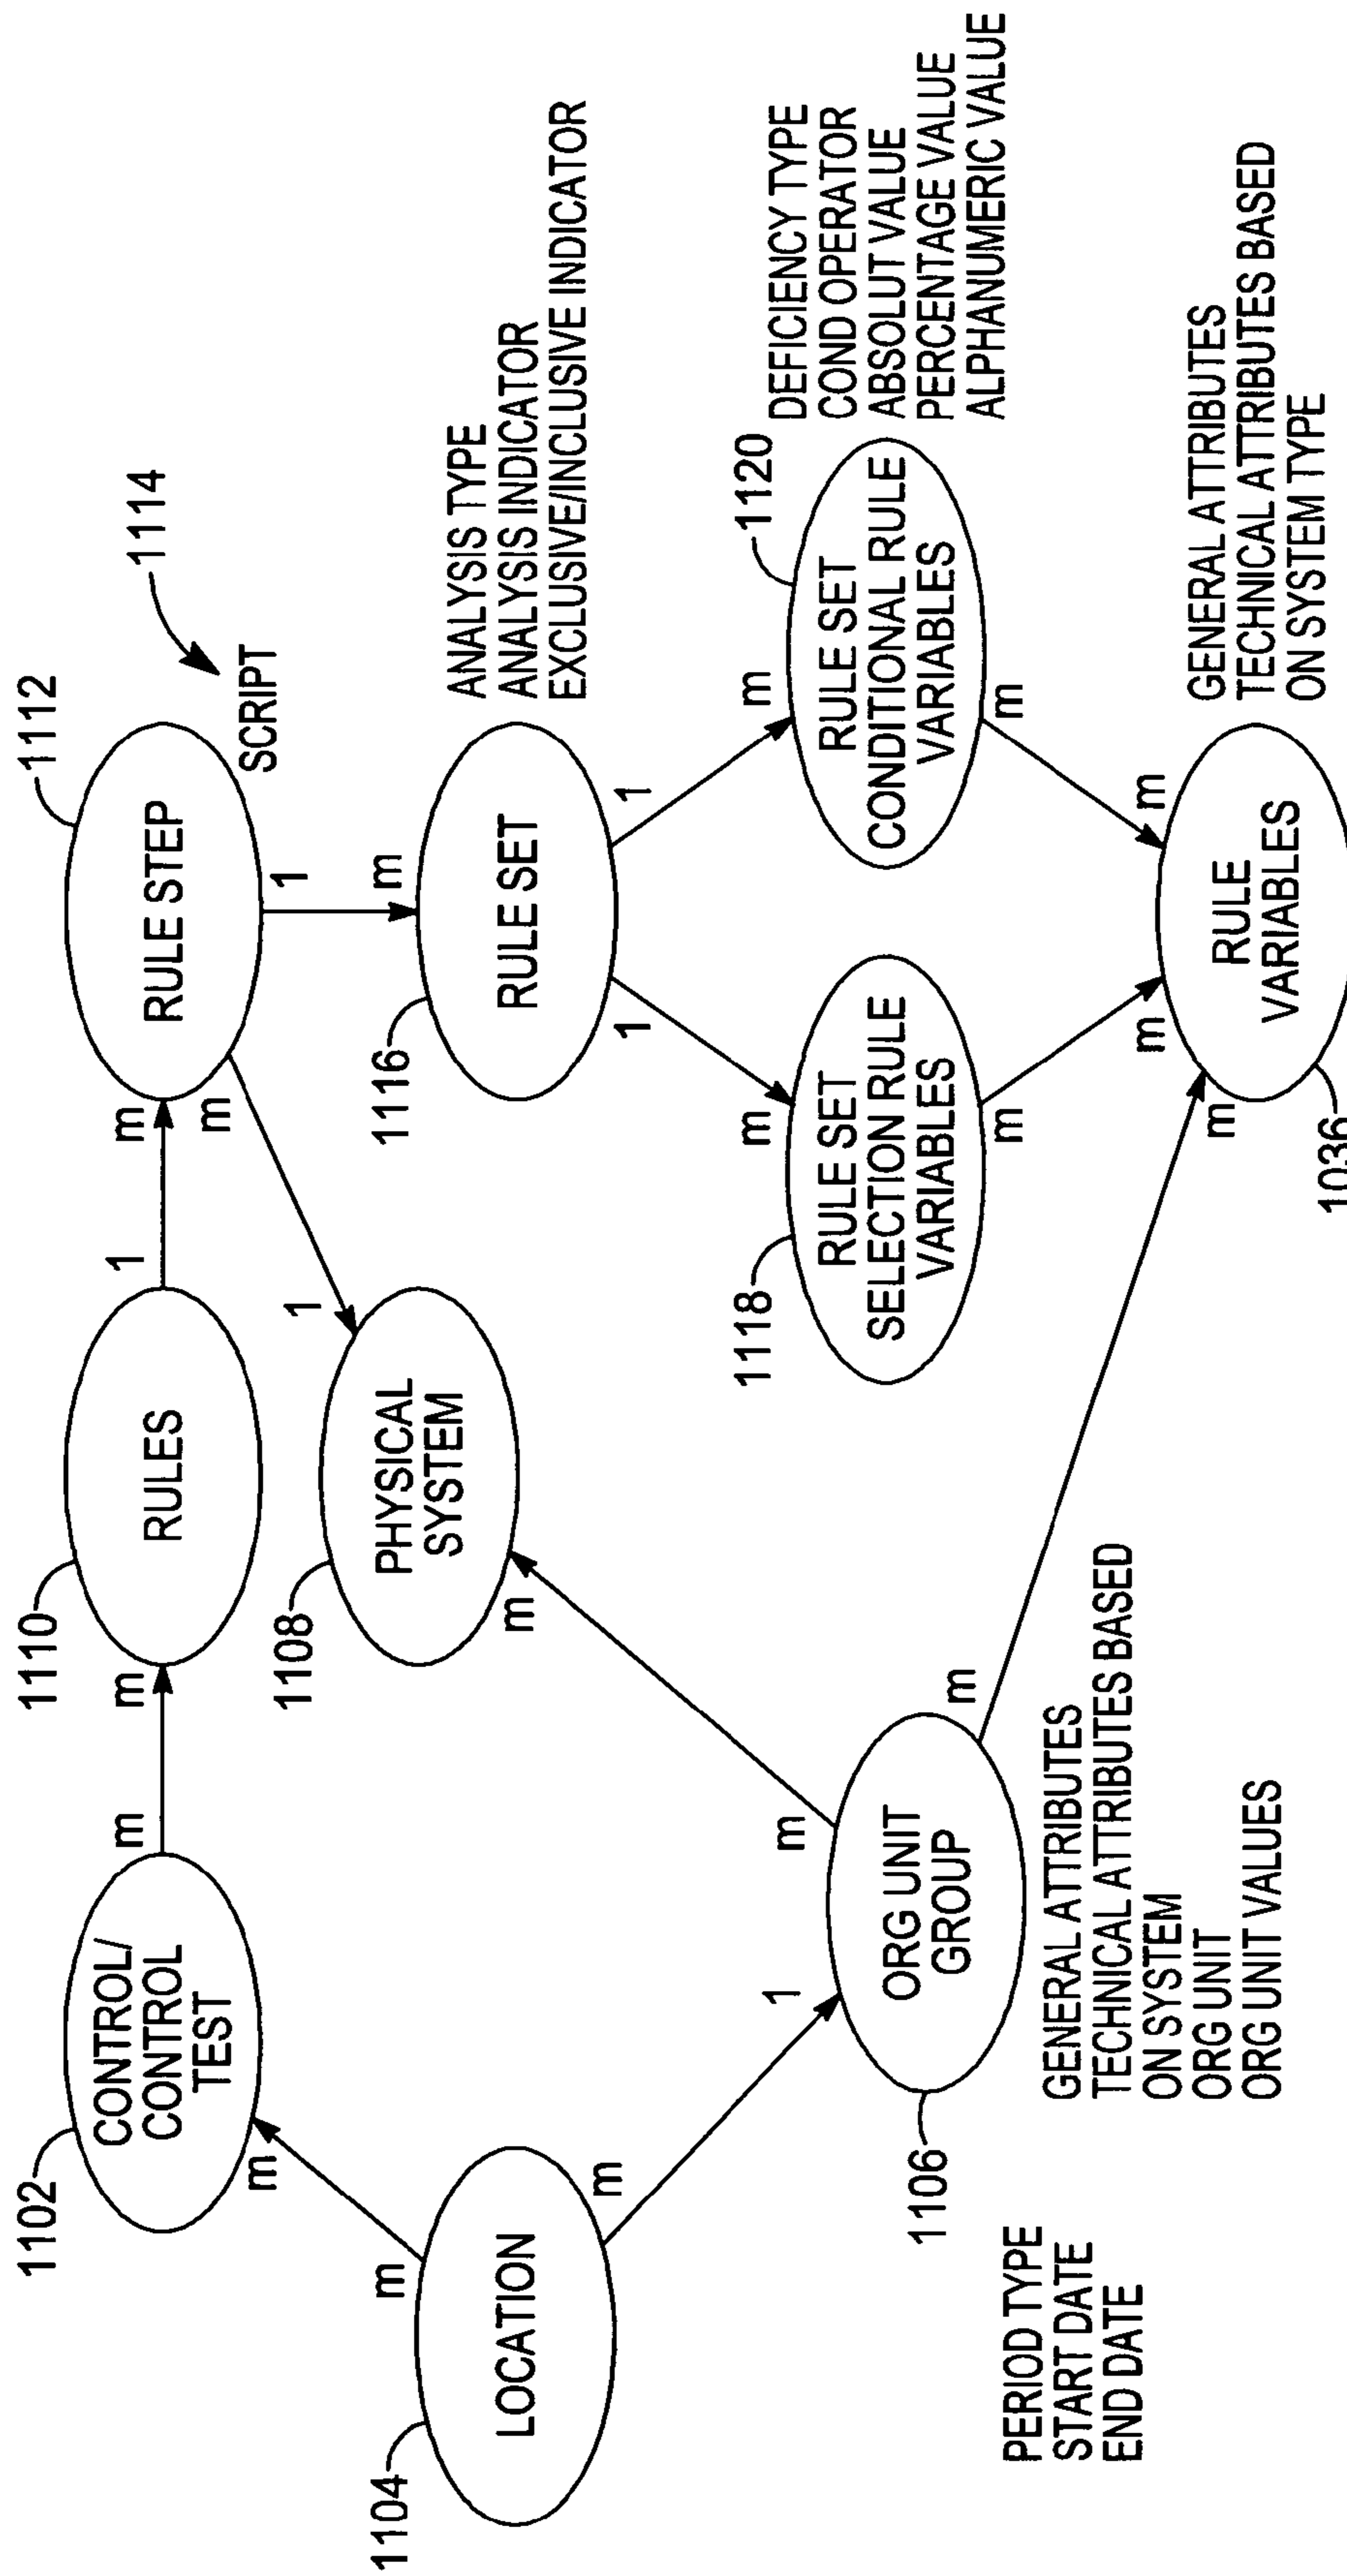 1102
CONTROL/
CONTROL
TEST
m
m
m
1110
RULES
1
m
1112
RULE STEP
1114
SCRIPT
m
1
1
m
1104
LOCATION
m
m
1108
PHYSICAL
SYSTEM
m
1116
RULE SET
ANALYSIS TYPE
ANALYSIS INDICATOR
EXCLUSIVE/INCLUSIVE INDICATOR
1
1
m
m
1
m
1118
RULE SET
SELECTION RULE
VARIABLES
1120
RULE SET
CONDITIONAL RULE
VARIABLES
DEFICIENCY TYPE
COND OPERATOR
ABSOLUT VALUE
PERCENTAGE VALUE
ALPHANUMERIC VALUE
1106
ORG UNIT
GROUP
m
m
m
PERIOD TYPE
START DATE
END DATE
GENERAL ATTRIBUTES
TECHNICAL ATTRIBUTES BASED
ON SYSTEM
ORG UNIT
ORG UNIT VALUES
m
m
m
1036
RULE
VARIABLES
GENERAL ATTRIBUTES
TECHNICAL ATTRIBUTES BASED
ON SYSTEM TYPE